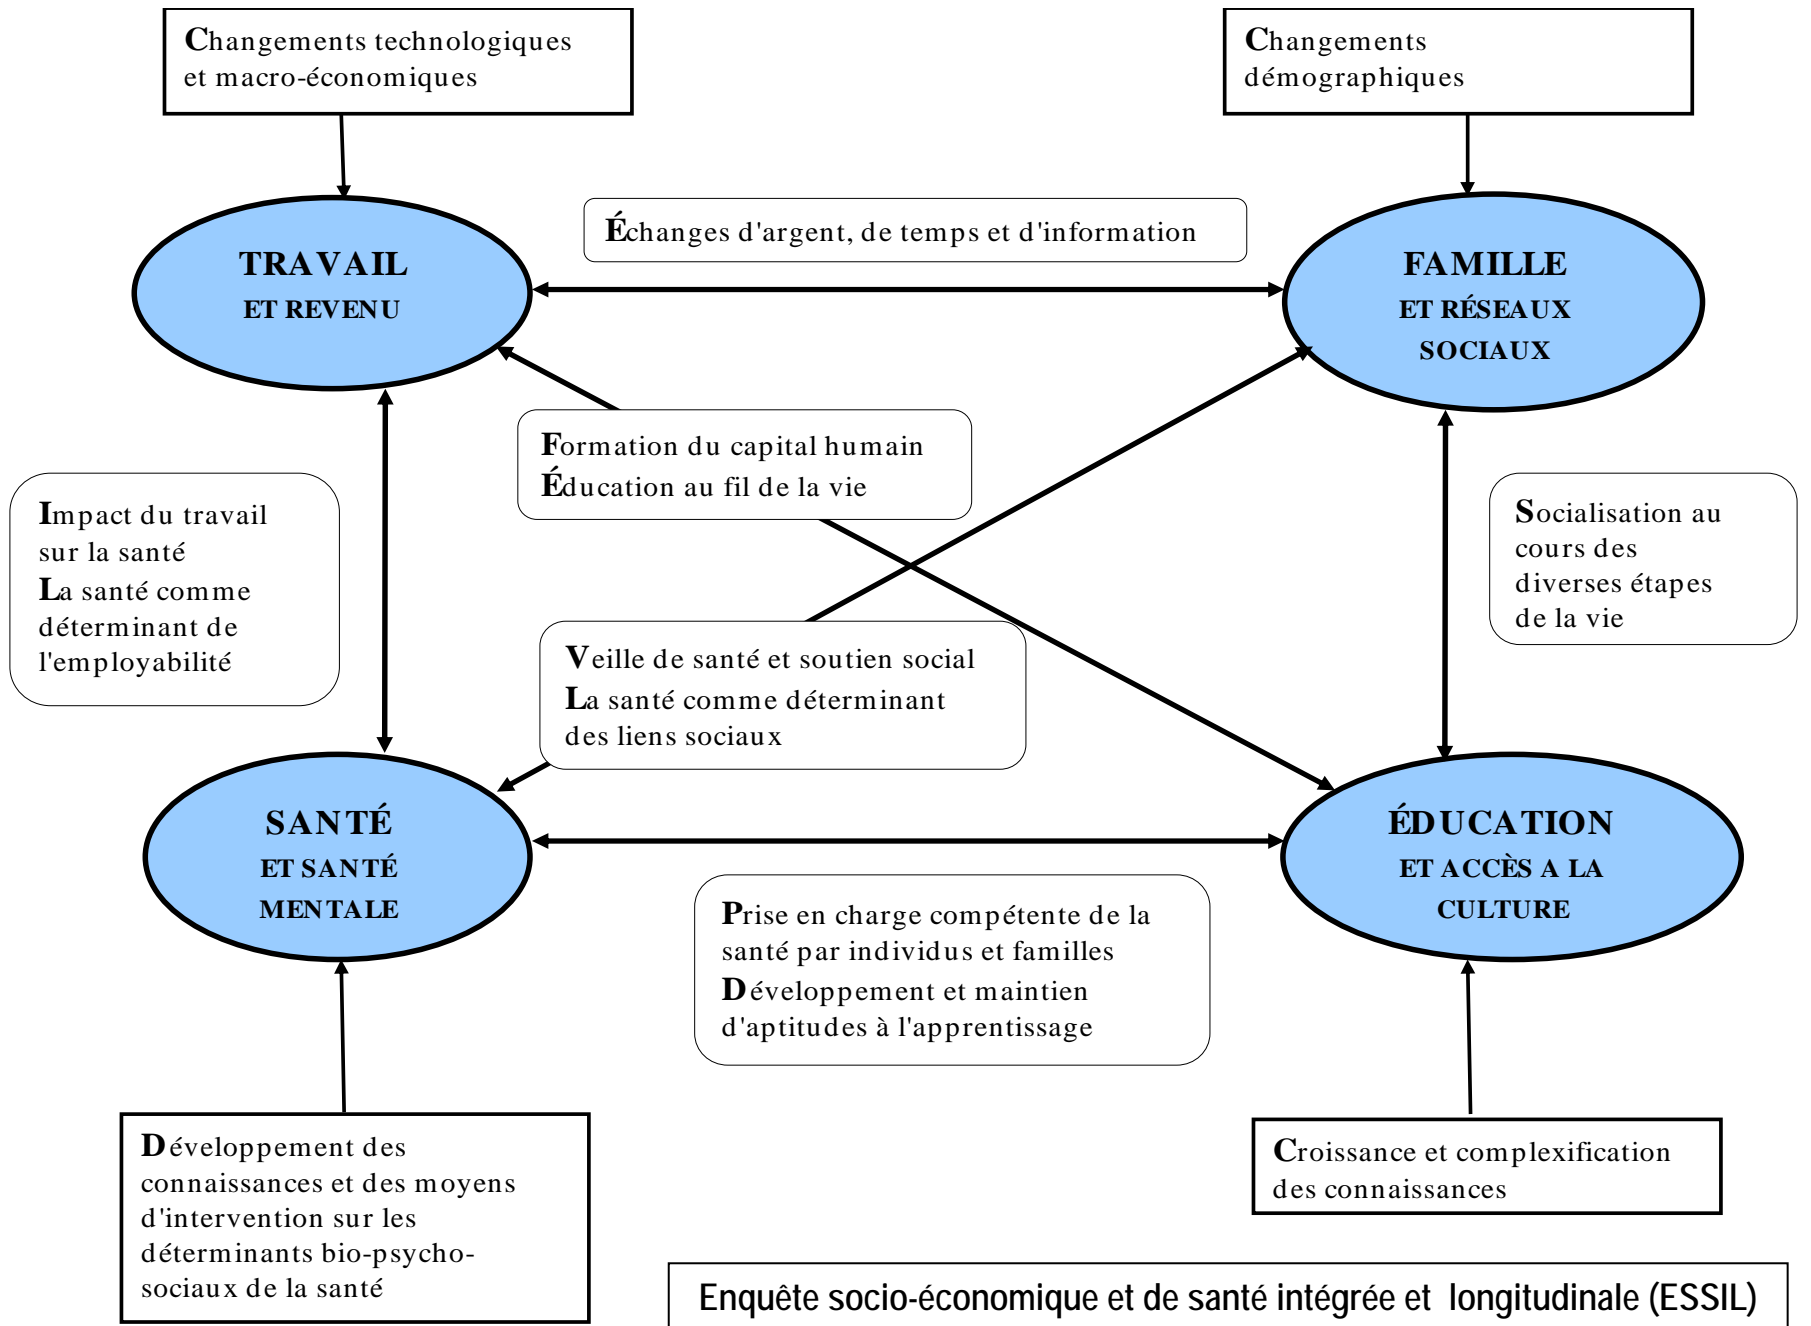 Changements technologiques
et macro-économiques
Changements
démographiques
Échanges d'argent, de temps et d'information
TRAVAIL
ET REVENU
FAMILLE
ET RÉSEAUX
SOCIAUX
Formation du capital humain
Éducation au fil de la vie
Impact du travail
sur la santé
La santé comme
déterminant de
l'employabilité
Socialisation au
cours des
diverses étapes
de la vie
Veille de santé et soutien social
La santé comme déterminant
des liens sociaux
SANTÉ
ET SANTÉ
MENTALE
ÉDUCATION
ET ACCÈS A LA
CULTURE
Prise en charge compétente de la
santé par individus et familles
Développement et maintien
d'aptitudes à l'apprentissage
Développement des
connaissances et des moyens
d'intervention sur les
déterminants bio-psycho-
sociaux de la santé
Croissance et complexification
des connaissances
Enquête socio-économique et de santé intégrée et longitudinale (ESSIL)